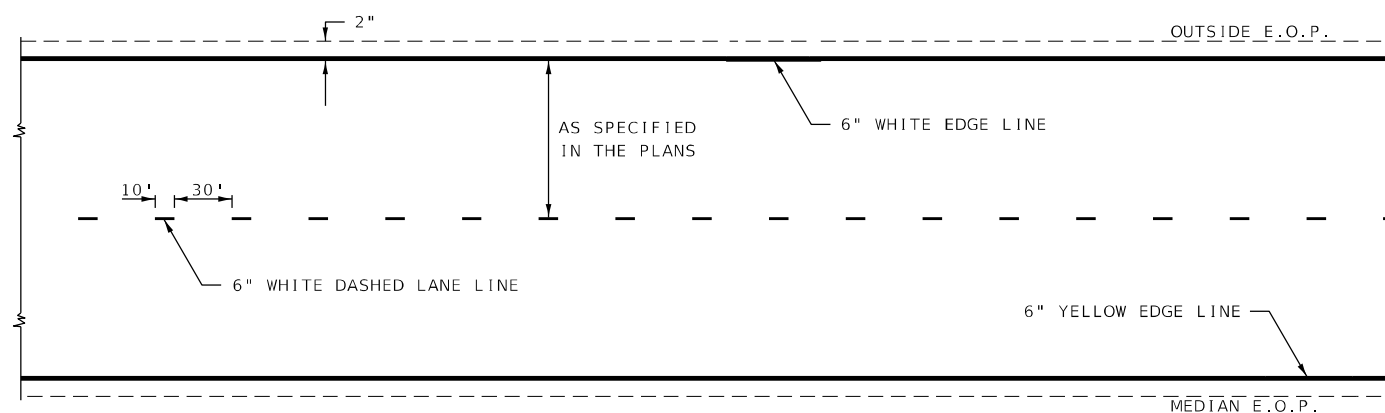 2"
OUTSIDE E.O.P.
AS SPECIFIED
IN THE PLANS
6" WHITE EDGE LINE
10'
30'
6" WHITE DASHED LANE LINE
6" YELLOW EDGE LINE
MEDIAN E.O.P.